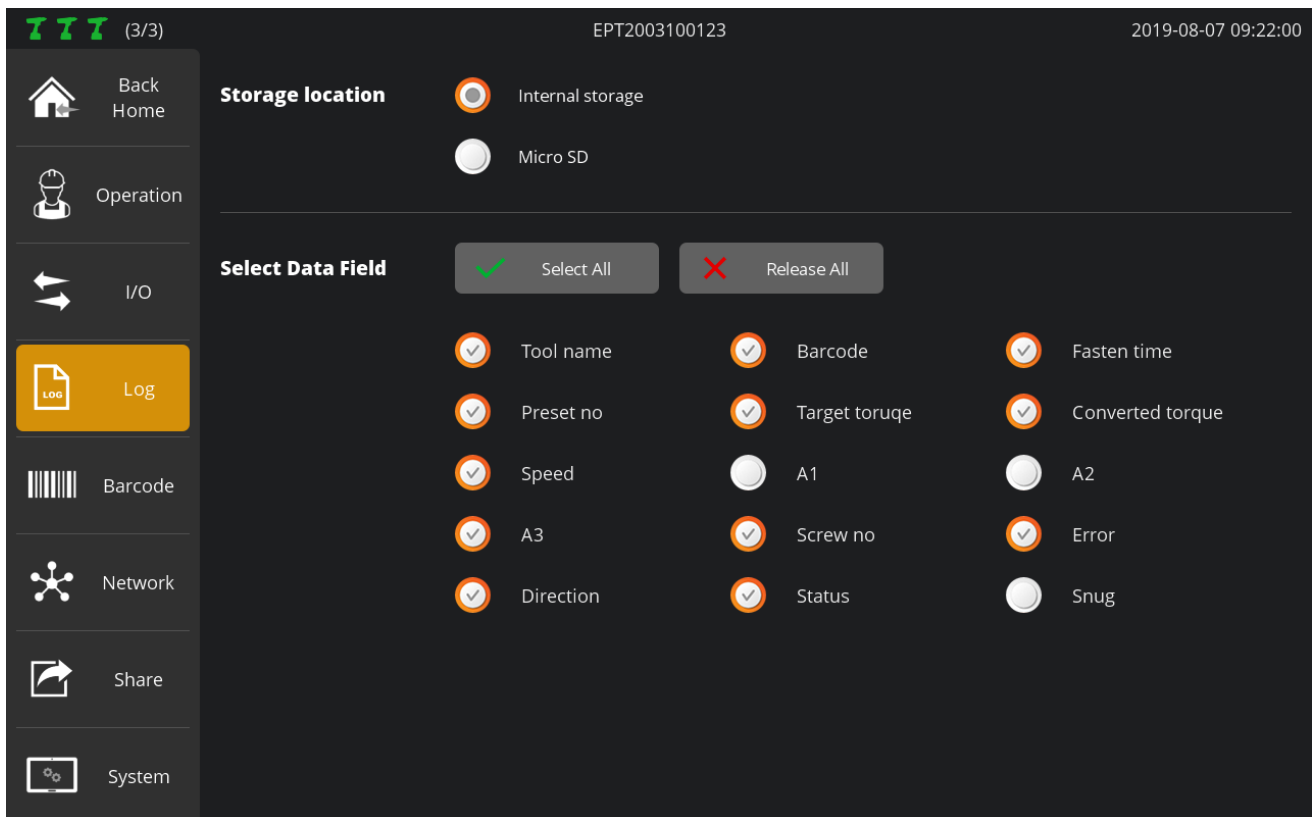 (3/3) EPT2003100123 2019-08-07 09:22:00
Back
Home
Operation
I/O
LOG
Log
Barcode
Network
Share
System
Storage location
Internal storage
Micro SD
Select Data Field
Select All
Release All
Tool name
Barcode
Fasten time
Preset no
Target toruqe
Converted torque
Speed
A1
A2
A3
Screw no
Error
Direction
Status
Snug